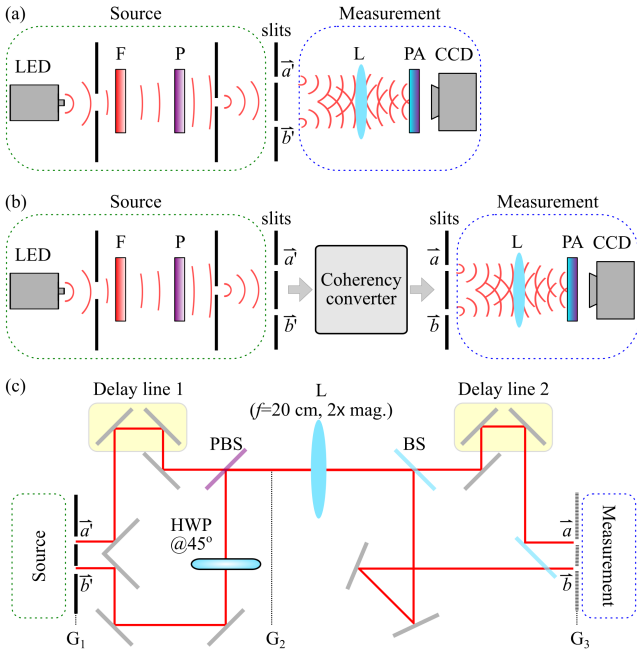 (a)
Source
Measurement
LED
F
P
slits
a'
b'
L
PA
CCD
(b)
Source
Measurement
LED
F
P
slits
a'
b'
Coherency
converter
slits
a
b
L
PA
CCD
(c)
Delay line 1
L
(f=20 cm, 2x mag.)
Delay line 2
PBS
BS
HWP
@45º
Source
a'
b'
a
b
Measurement
G1
G2
G3